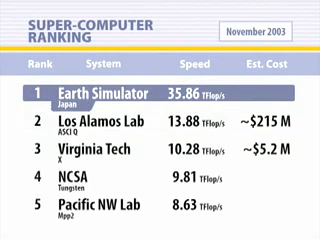 SUPER-COMPUTER
RANKING
November 2003
Rank System Speed Est. Cost
1 Earth Simulator 35.86 TFlop/s
Japan
2 Los Alamos Lab 13.88 TFlop/s ~$215 M
ASCI Q
3 Virginia Tech 10.28 TFlop/s ~$5.2 M
X
4 NCSA 9.81 TFlop/s
Tungsten
5 Pacific NW Lab 8.63 TFlop/s
Mpp2